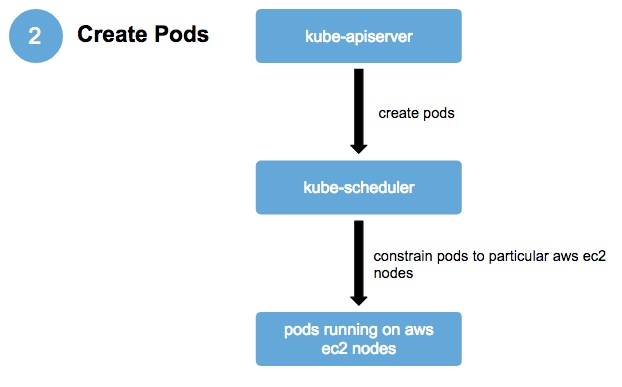 2
Create Pods
kube-apiserver
create pods
kube-scheduler
constrain pods to particular aws ec2
nodes
pods running on aws
ec2 nodes